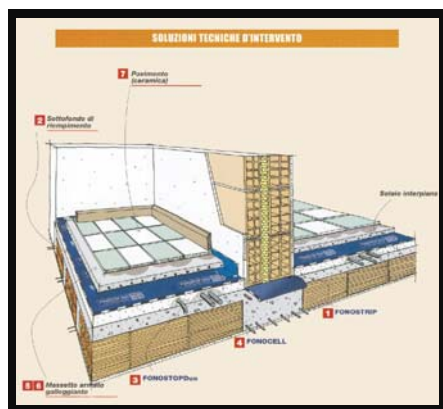 SOLUZIONI TECNICHE D'INTERVENTO
7 Pavimento
(ceramica)
2 Sottofondo di
riempimento
Solaio interpiano
1 FONOSTRIP
4 FONOCELL
3 FONOSTOPDuo
5 6 Massetto armato
galleggiante